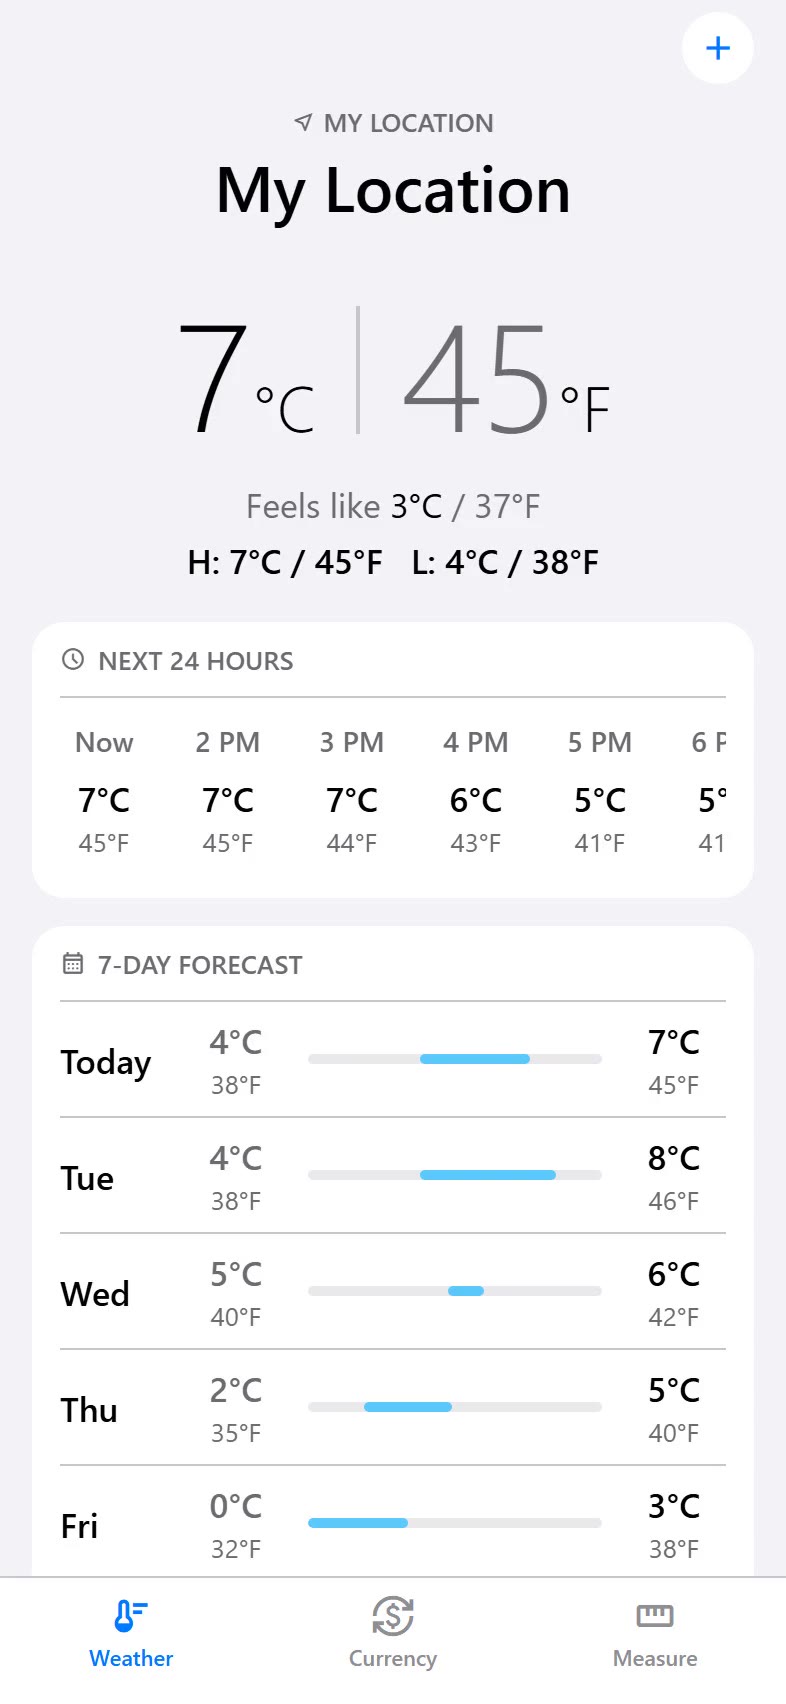 MY LOCATION
My Location
7°C 45°F
Feels like 3°C / 37°F
H: 7°C / 45°F L: 4°C / 38°F
NEXT 24 HOURS
Now 2 PM 3 PM 4 PM 5 PM 6 P
7°C 7°C 7°C 6°C 5°C 5°
45°F 45°F 44°F 43°F 41°F 41
7-DAY FORECAST
Today 4°C 38°F 7°C 45°F
Tue 4°C 38°F 8°C 46°F
Wed 5°C 40°F 6°C 42°F
Thu 2°C 35°F 5°C 40°F
Fri 0°C 32°F 3°C 38°F
Weather Currency Measure